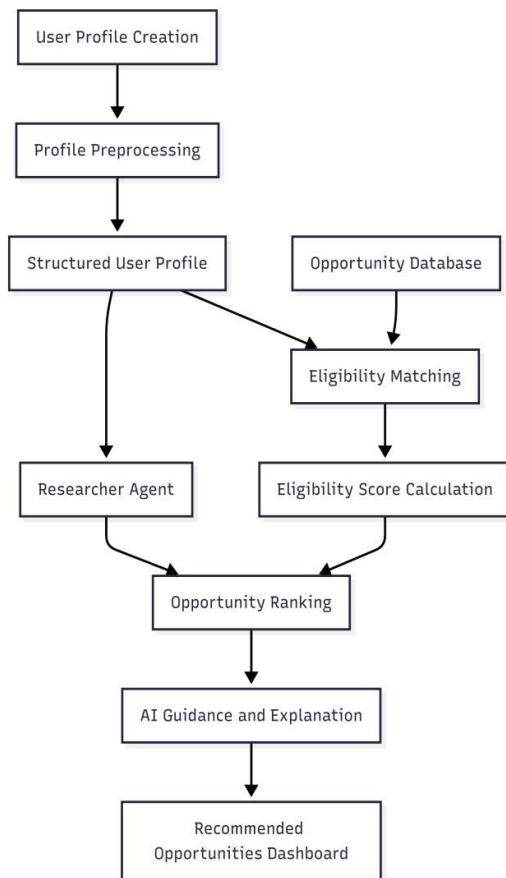 User Profile Creation
Profile Preprocessing
Structured User Profile
Opportunity Database
Eligibility Matching
Researcher Agent
Eligibility Score Calculation
Opportunity Ranking
AI Guidance and Explanation
Recommended
Opportunities Dashboard